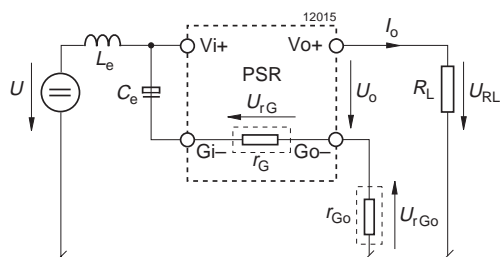 12015
Vi+
Vo+
Io
Le
PSR
U
Ce
UrG
Uo
RL
URL
Gi–
rG
Go–
rGo
UrGo